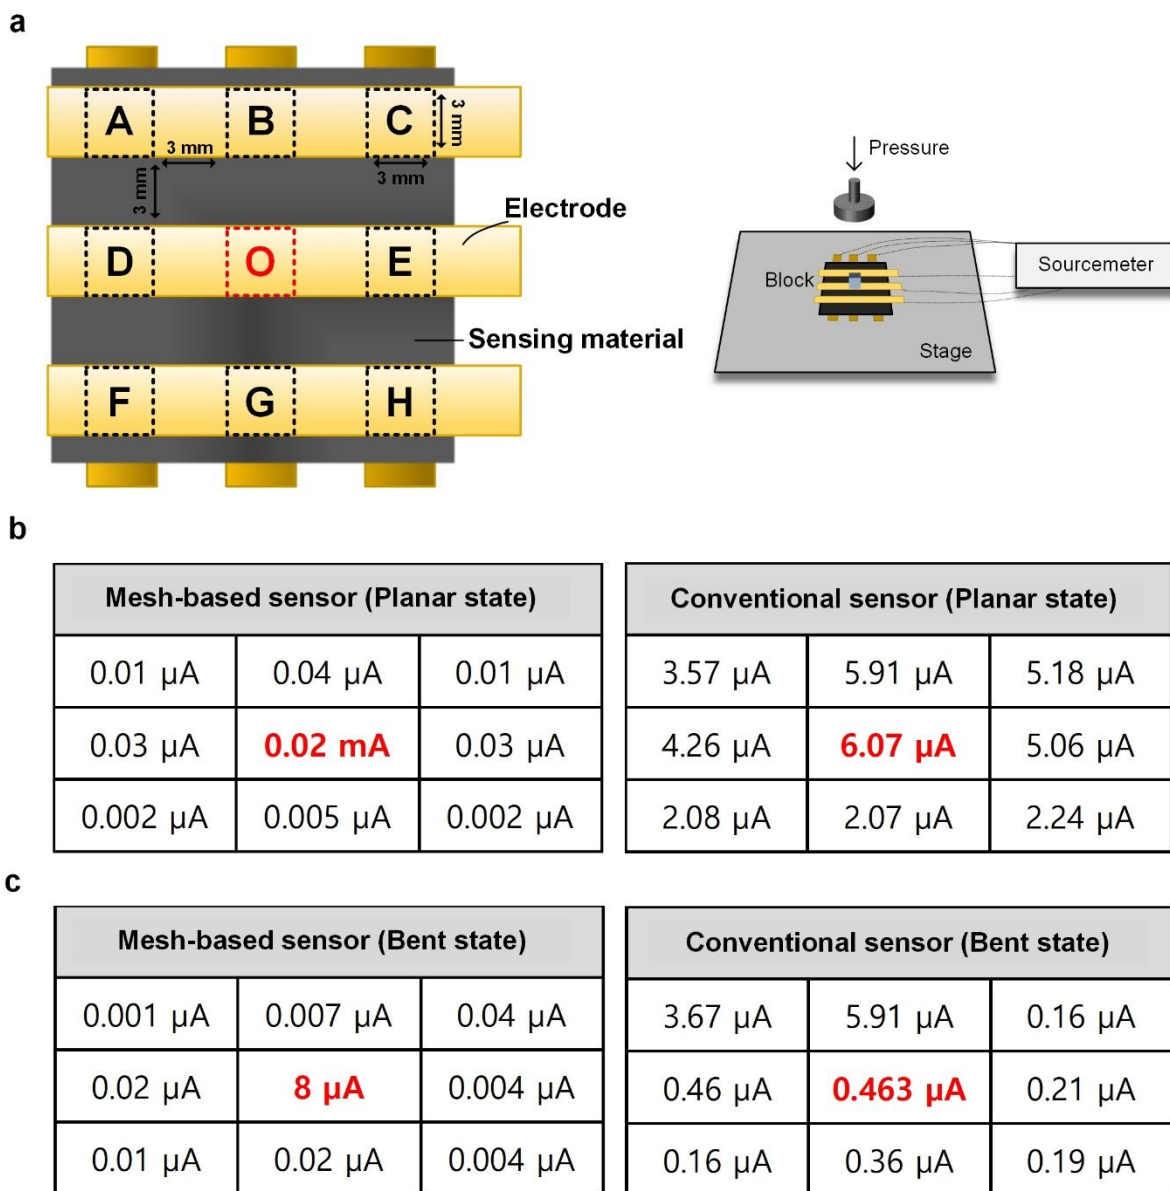 a
A B C
3 mm
3 mm
3 mm
3 mm
D O E
F G H
Electrode
Sensing material
Pressure
Block
Sourcemeter
Stage
b
Mesh-based sensor (Planar state)
0.01 μA 0.04 μA 0.01 μA
0.03 μA 0.02 mA 0.03 μA
0.002 μA 0.005 μA 0.002 μA
Conventional sensor (Planar state)
3.57 μA 5.91 μA 5.18 μA
4.26 μA 6.07 μA 5.06 μA
2.08 μA 2.07 μA 2.24 μA
c
Mesh-based sensor (Bent state)
0.001 μA 0.007 μA 0.04 μA
0.02 μA 8 μA 0.004 μA
0.01 μA 0.02 μA 0.004 μA
Conventional sensor (Bent state)
3.67 μA 5.91 μA 0.16 μA
0.46 μA 0.463 μA 0.21 μA
0.16 μA 0.36 μA 0.19 μA